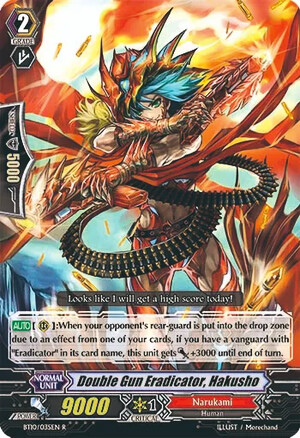 2
GRADE
5000
SHIELD
Looks like I will get a high score today!
AUTO [ R ]:When your opponent's rear-guard is put into the drop zone
due to an effect from one of your cards, if you have a vanguard with
"Eradicator" in its card name, this unit gets +3000 until end of turn.
NORMAL
UNIT
Double Gun Eradicator, Hakusho
POWER
9000
1
CRITICAL
Narukami
Human
BT10/035EN R
ILLUST / Morechand